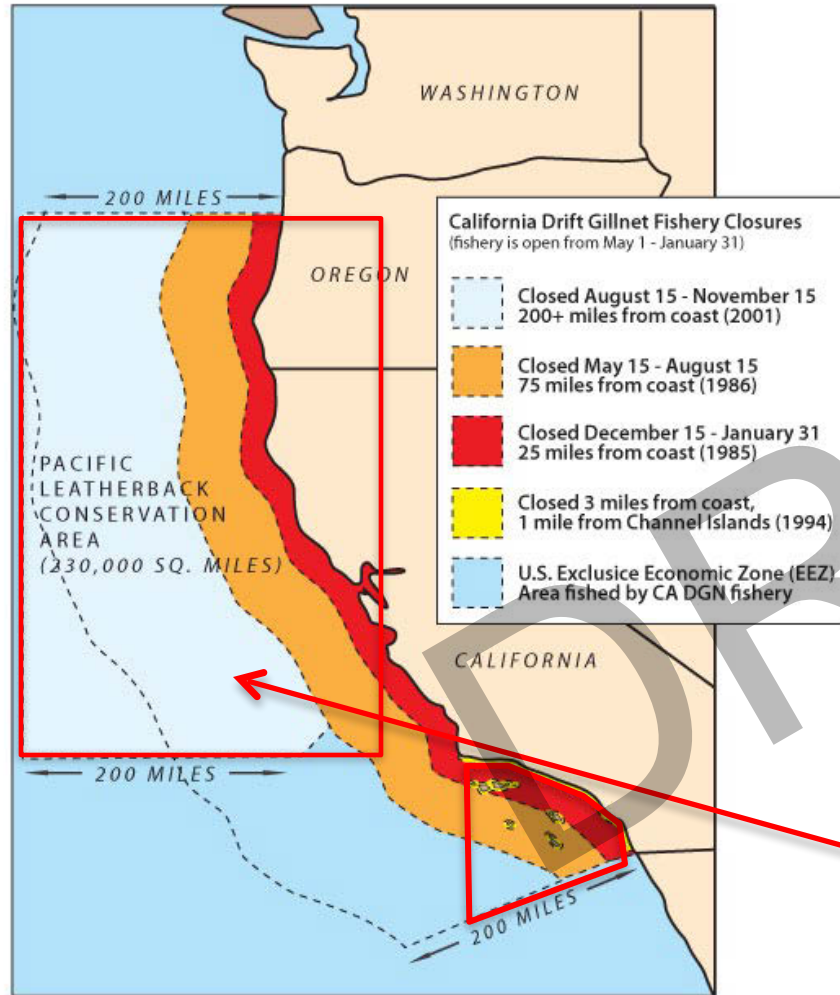 WASHINGTON
200 MILES
OREGON
California Drift Gillnet Fishery Closures
(fishery is open from May 1 - January 31)
Closed August 15 - November 15
200+ miles from coast (2001)
Closed May 15 - August 15
75 miles from coast (1986)
Closed December 15 - January 31
25 miles from coast (1985)
Closed 3 miles from coast,
1 mile from Channel Islands (1994)
U.S. Exclusice Economic Zone (EEZ)
Area fished by CA DGN fishery
PACIFIC
LEATHERBACK
CONSERVATION
AREA
(230,000 SQ. MILES)
CALIFORNIA
200 MILES
200 MILES
DR